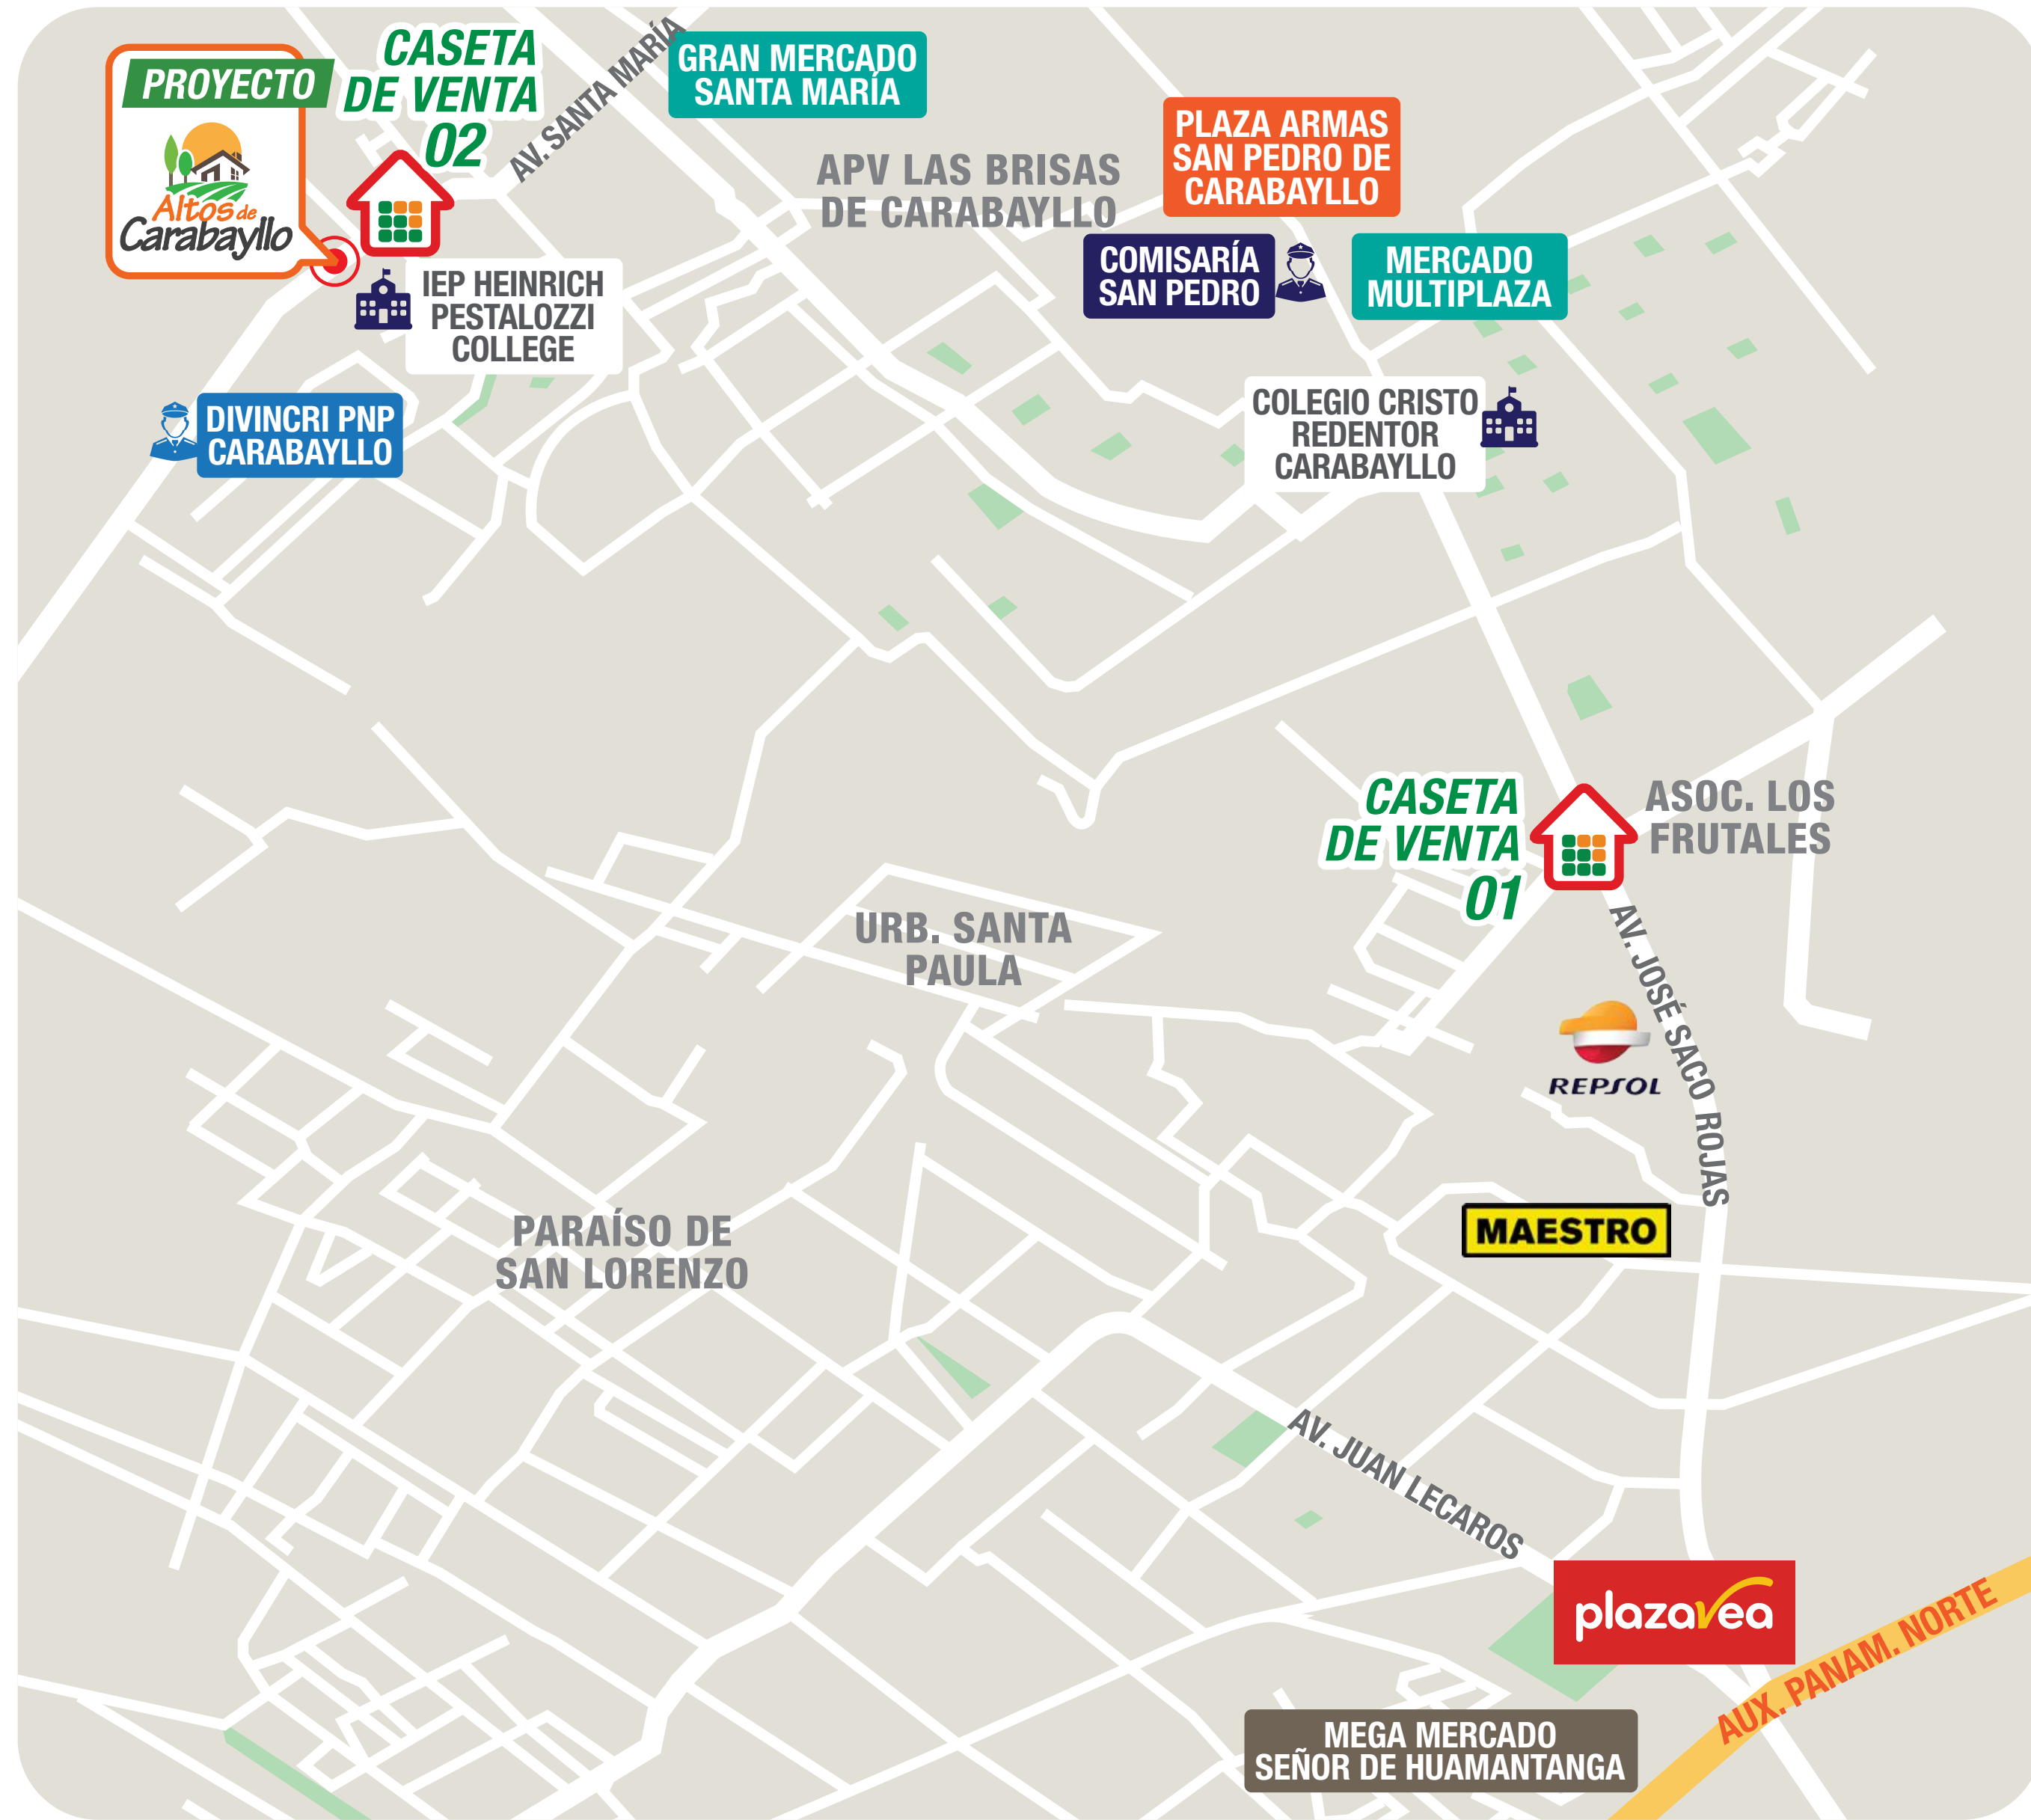 PROYECTO
Altos de
Carabayllo
CASETA
DE VENTA
02
AV. SANTA MARÍA
GRAN MERCADO
SANTA MARÍA
APV LAS BRISAS
DE CARABAYLLO
PLAZA ARMAS
SAN PEDRO DE
CARABAYLLO
COMISARÍA
SAN PEDRO
MERCADO
MULTIPLAZA
IEP HEINRICH
PESTALOZZI
COLLEGE
DIVINCRI PNP
CARABAYLLO
COLEGIO CRISTO
REDENTOR
CARABAYLLO
CASETA
DE VENTA
01
ASOC. LOS
FRUTALES
URB. SANTA
PAULA
AV. JOSÉ SACO ROJAS
REPSOL
MAESTRO
PARAÍSO DE
SAN LORENZO
AV. JUAN LECAROS
plazavea
AUX. PANAM. NORTE
MEGA MERCADO
SEÑOR DE HUAMANTANGA